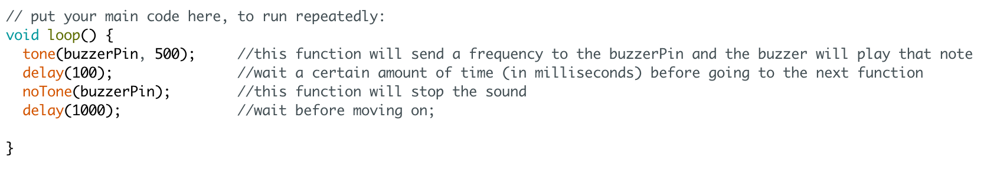 // put your main code here, to run repeatedly:
void loop() {
  tone(buzzerPin, 500);     //this function will send a frequency to the buzzerPin and the buzzer will play that note
  delay(100);               //wait a certain amount of time (in milliseconds) before going to the next function
  noTone(buzzerPin);        //this function will stop the sound
  delay(1000);              //wait before moving on;
}